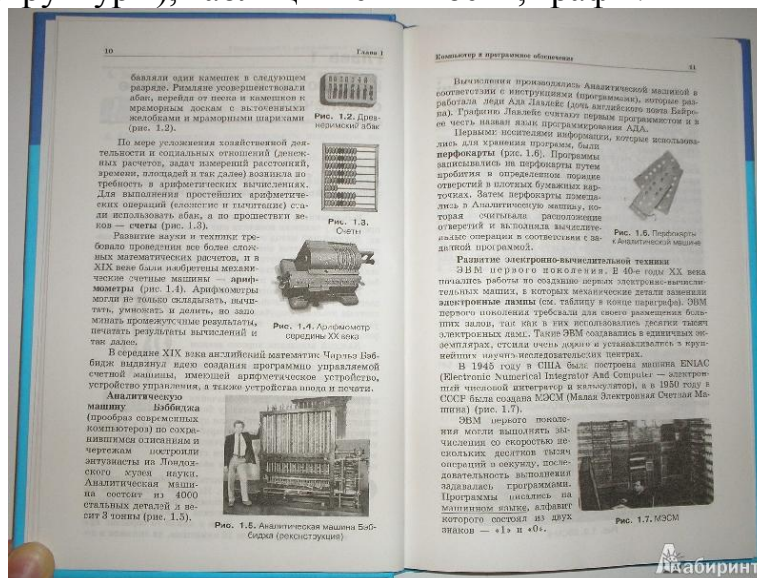 10 Глава 1
бавляли один камешек в следующем
разряде. Римляне усовершенствовали
абак, перейдя от песка и камешков к
мраморным доскам с выточенными
желобками и мраморными шариками
(рис. 1.2).
Рис. 1.2. Древ-
неримский абак
По мере усложнения хозяйственной дея-
тельности и социальных отношений (денеж-
ных расчетов, задач измерений расстояний,
времени, площадей и так далее) возникла по-
требность в арифметических вычислениях.
Для выполнения простейших арифметиче-
ских операций (сложение и вычитание) ста-
ли использовать абак, а по прошествии ве-
ков — счеты (рис. 1.3).
Рис. 1.3.
Счеты
Развитие науки и техники тре-
бовало проведения все более слож-
ных математических расчетов, и в
XIX веке были изобретены механи-
ческие счетные машины — ариф-
мометры (рис. 1.4). Арифмометры
могли не только складывать, вычи-
тать, умножать и делить, но запо-
минать промежуточные результаты,
печатать результаты вычислений и
так далее.
Рис. 1.4. Арифмометр
середины XX века
В середине XIX века английский математик Чарльз Бэб-
бидж выдвинул идею создания программно управляемой
счетной машины, имеющей арифметическое устройство,
устройство управления, а также устройства ввода и печати.
Аналитическую
машину Бэббиджа
(прообраз современных
компьютеров) по сохра-
нившимся описаниям и
чертежам построили
энтузиасты из Лондон-
ского музея науки.
Аналитическая маши-
на состоит из 4000
стальных деталей и ве-
сит 3 тонны (рис. 1.5).
Рис. 1.5. Аналитическая машина Бэб-
биджа (реконструкция)
Компьютер и программное обеспечение 11
Вычисления производились Аналитической машиной в
соответствии с инструкциями (программами), которые раз-
работала леди Ада Лавлейс (дочь английского поэта Байро-
на). Графиню Лавлейс считают первым программистом и в
ее честь назван язык программирования АДА.
Первыми носителями информации, которые использова-
лись для хранения программ, были
перфокарты (рис. 1.6). Программы
записывались на перфокарты путем
пробития в определенном порядке
отверстий в плотных бумажных кар-
точках. Затем перфокарты помеща-
лись в Аналитическую машину, ко-
торая считывала расположение
отверстий и выполняла вычислите-
льные операции в соответствии с за-
данной программой.
Рис. 1.6. Перфокарты
к Аналитической машине
Развитие электронно-вычислительной техники
ЭВМ первого поколения. В 40-е годы XX века
начались работы по созданию первых электронно-вычисли-
тельных машин, в которых механические детали заменили
электронные лампы (см. таблицу в конце параграфа). ЭВМ
первого поколения требовали для своего размещения боль-
ших залов, так как в них использовались десятки тысяч
электронных ламп. Такие ЭВМ создавались в единичных эк-
земплярах, стоили очень дорого и устанавливались в круп-
нейших научно-исследовательских центрах.
В 1945 году в США была построена машина ENIAC
(Electronic Numerical Integrator And Computer — электрон-
ный числовой интегратор и калькулятор), а в 1950 году в
СССР была создана МЭСМ (Малая Электронная Счетная Ма-
шина) (рис. 1.7).
ЭВМ первого поколе-
ния могли выполнять вы-
числения со скоростью не-
скольких десятков тысяч
операций в секунду, после-
довательность выполнения
задавалась программами.
Программы писались на
машинном языке, алфавит
которого состоял из двух
знаков — «1» и «0».
Рис. 1.7. МЭСМ
Лабиринт